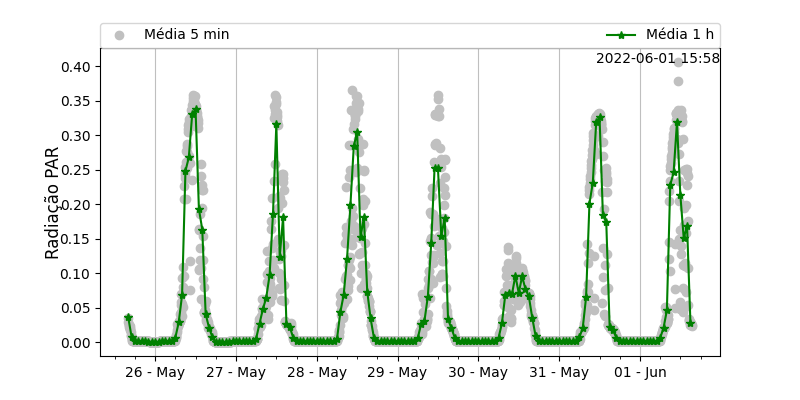 Média 5 min
Média 1 h
2022-06-01 15:58
Radiação PAR
0.40
0.35
0.30
0.25
0.20
0.15
0.10
0.05
0.00
26 - May
27 - May
28 - May
29 - May
30 - May
31 - May
01 - Jun